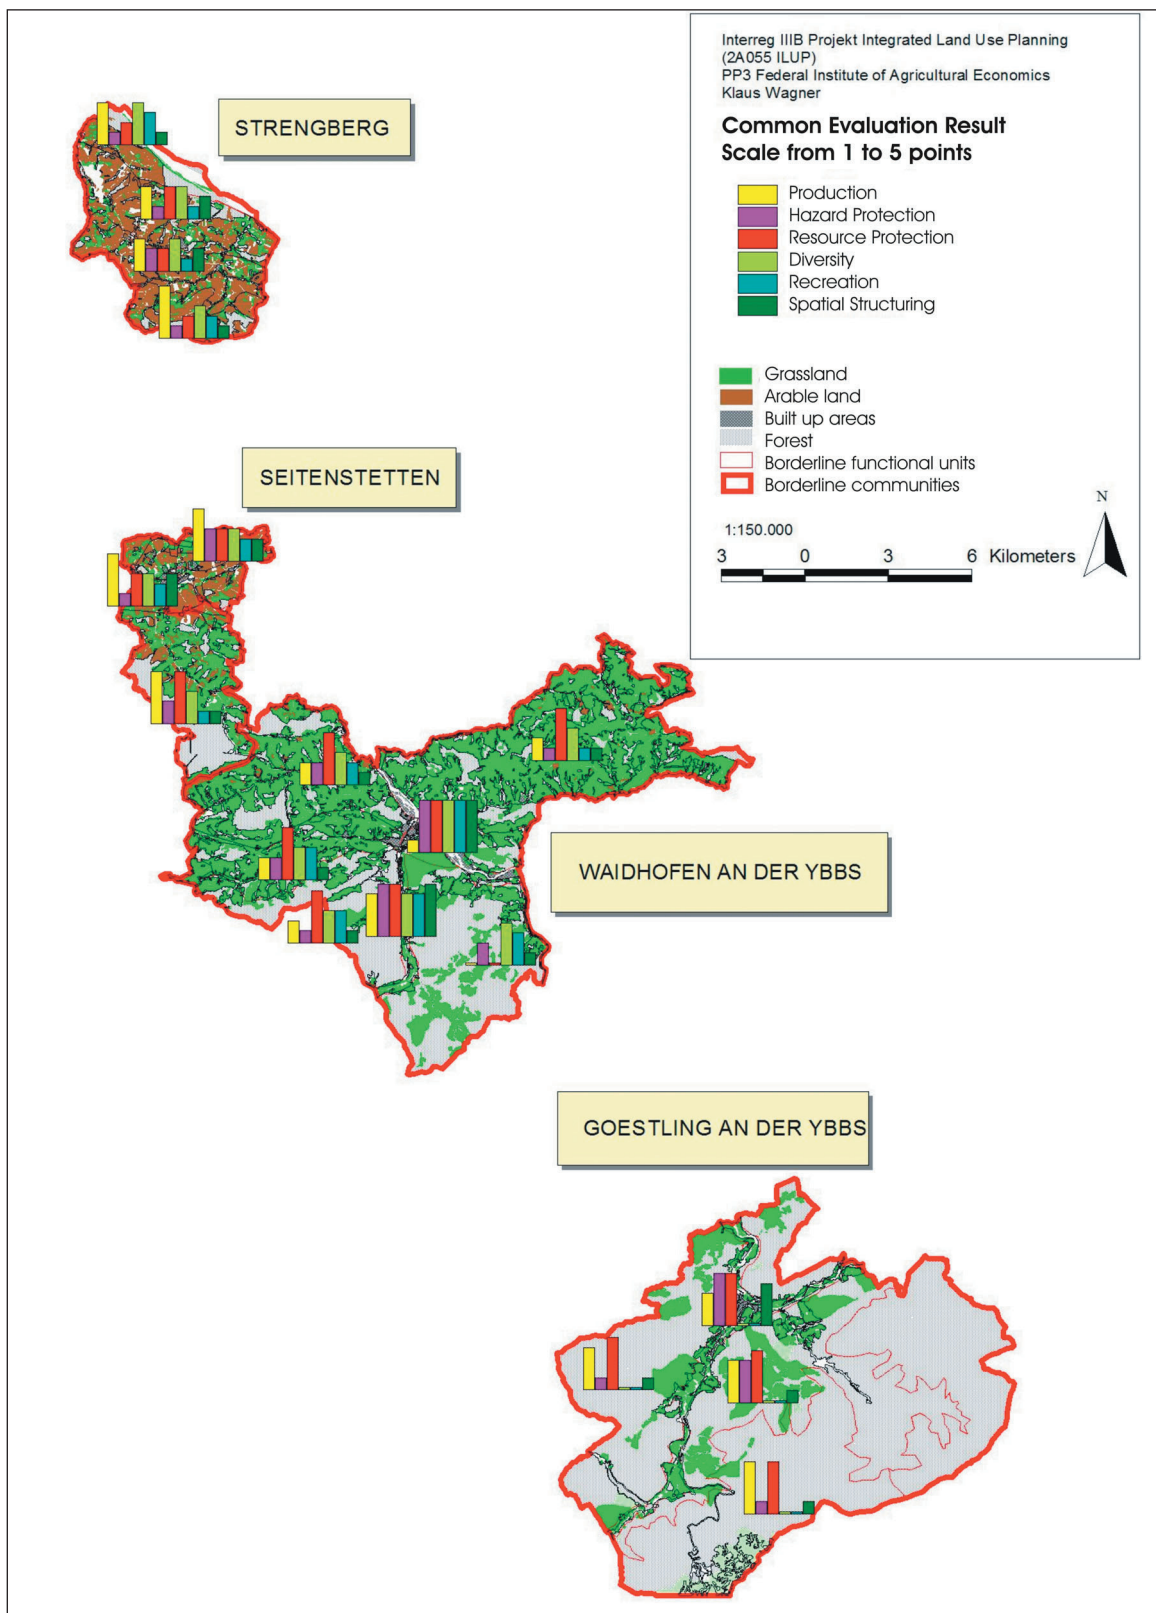 Interreg IIIB Projekt Integrated Land Use Planning
(2A055 ILUP)
PP3 Federal Institute of Agricultural Economics
Klaus Wagner
Common Evaluation Result
Scale from 1 to 5 points
Production
Hazard Protection
Resource Protection
Diversity
Recreation
Spatial Structuring
Grassland
Arable land
Built up areas
Forest
Borderline functional units
Borderline communities
N
1:150.000
3 0 3 6 Kilometers
STRENGBERG
SEITENSTETTEN
WAIDHOFEN AN DER YBBS
GOESTLING AN DER YBBS